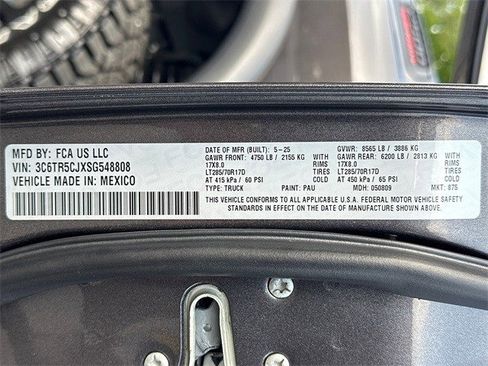 MFD BY: FCA US LLC
VIN: 3C6TR5CJXSG548808
VEHICLE MADE IN: MEXICO
DATE OF MFR (BUILT): 5-25 GVWR: 8565 LB / 3886 KG
GAWR FRONT: 4750 LB / 2155 KG GAWR REAR: 6200 LB / 2813 KG
17X8.0 RIMS 17X8.0 RIMS
LT285/70R17D TIRES LT285/70R17D TIRES
AT 415 kPa / 60 PSI COLD AT 450 kPa / 65 PSI COLD
TYPE: TRUCK PAINT: PAU MDH: 050809 MKT: 875
THIS VEHICLE CONFORMS TO ALL APPLICABLE U.S.A. FEDERAL MOTOR VEHICLE SAFETY
STANDARDS IN EFFECT ON THE DATE OF MANUFACTURE SHOWN ABOVE.